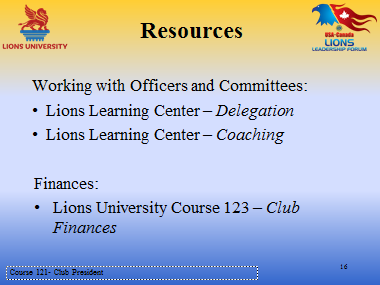 Resources
LIONS UNIVERSITY
USA-Canada
LIONS
LEADERSHIP FORUM
Working with Officers and Committees:
• Lions Learning Center – Delegation
• Lions Learning Center – Coaching
Finances:
• Lions University Course 123 – Club
Finances
Course 121- Club President
16